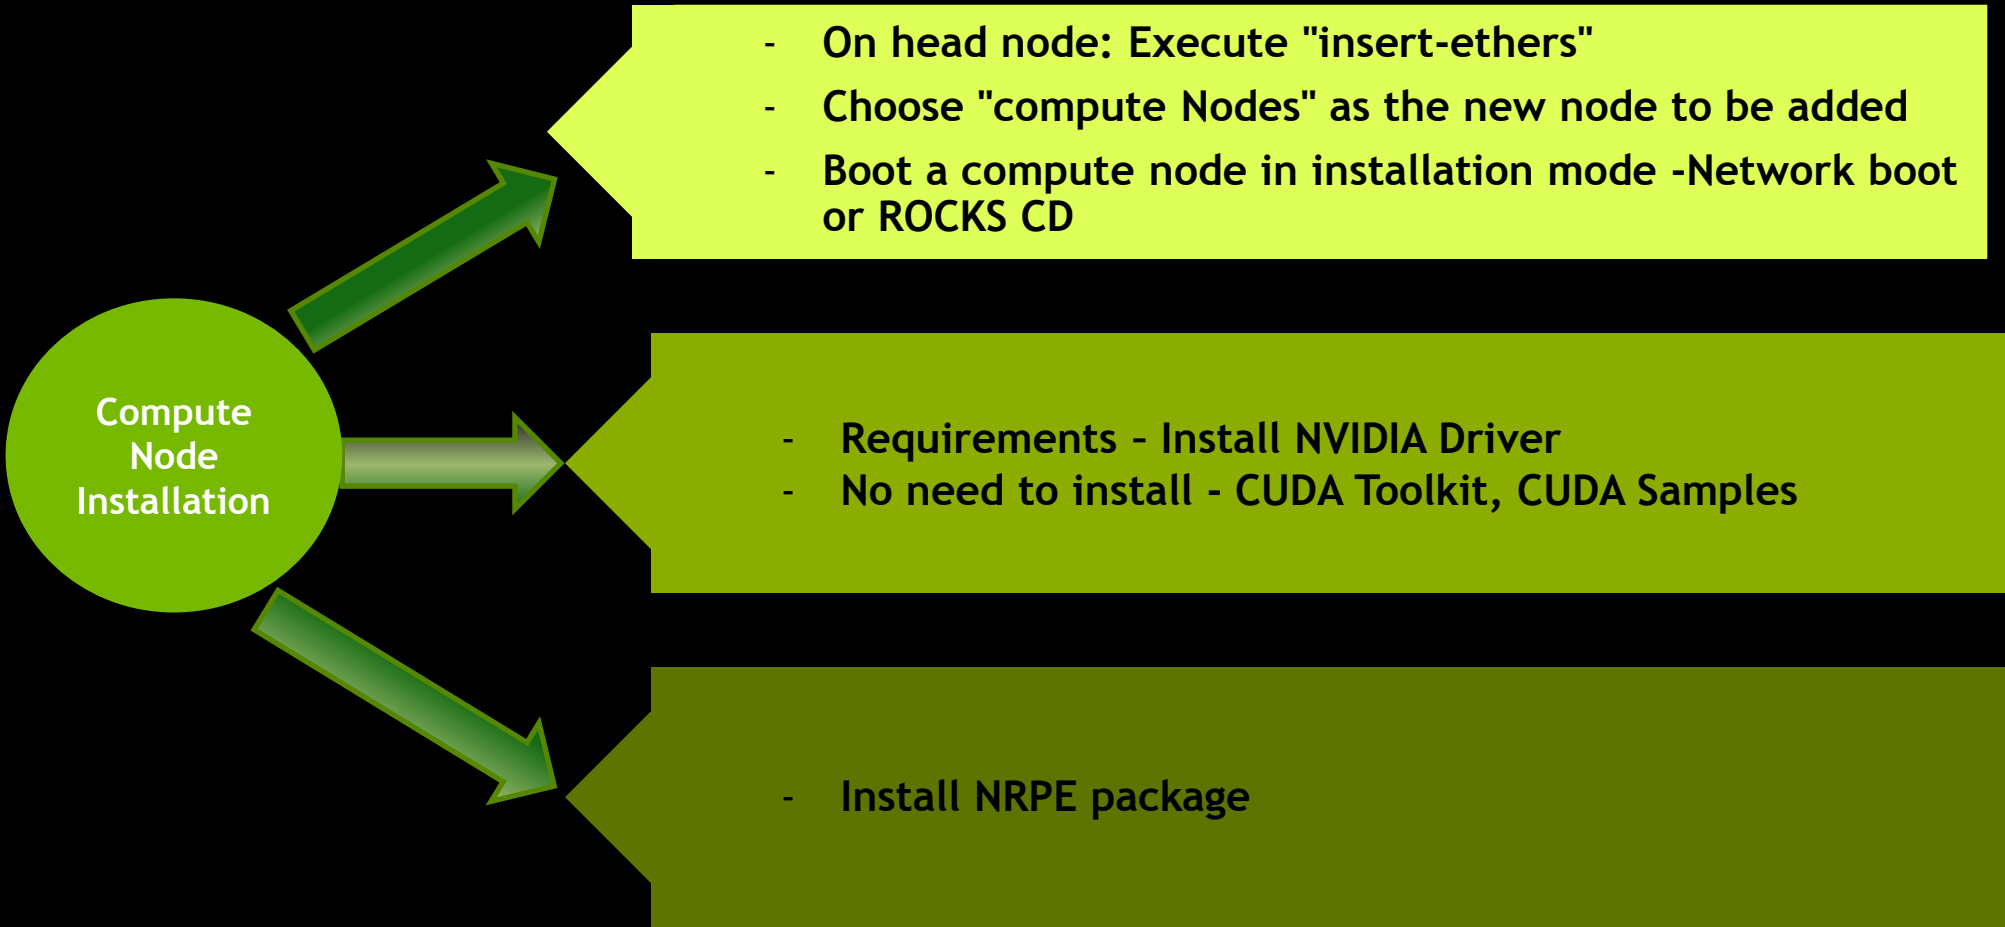 - On head node: Execute "insert-ethers"
- Choose "compute Nodes" as the new node to be added
- Boot a compute node in installation mode -Network boot
or ROCKS CD
Compute
Node
Installation
- Requirements – Install NVIDIA Driver
- No need to install - CUDA Toolkit, CUDA Samples
- Install NRPE package